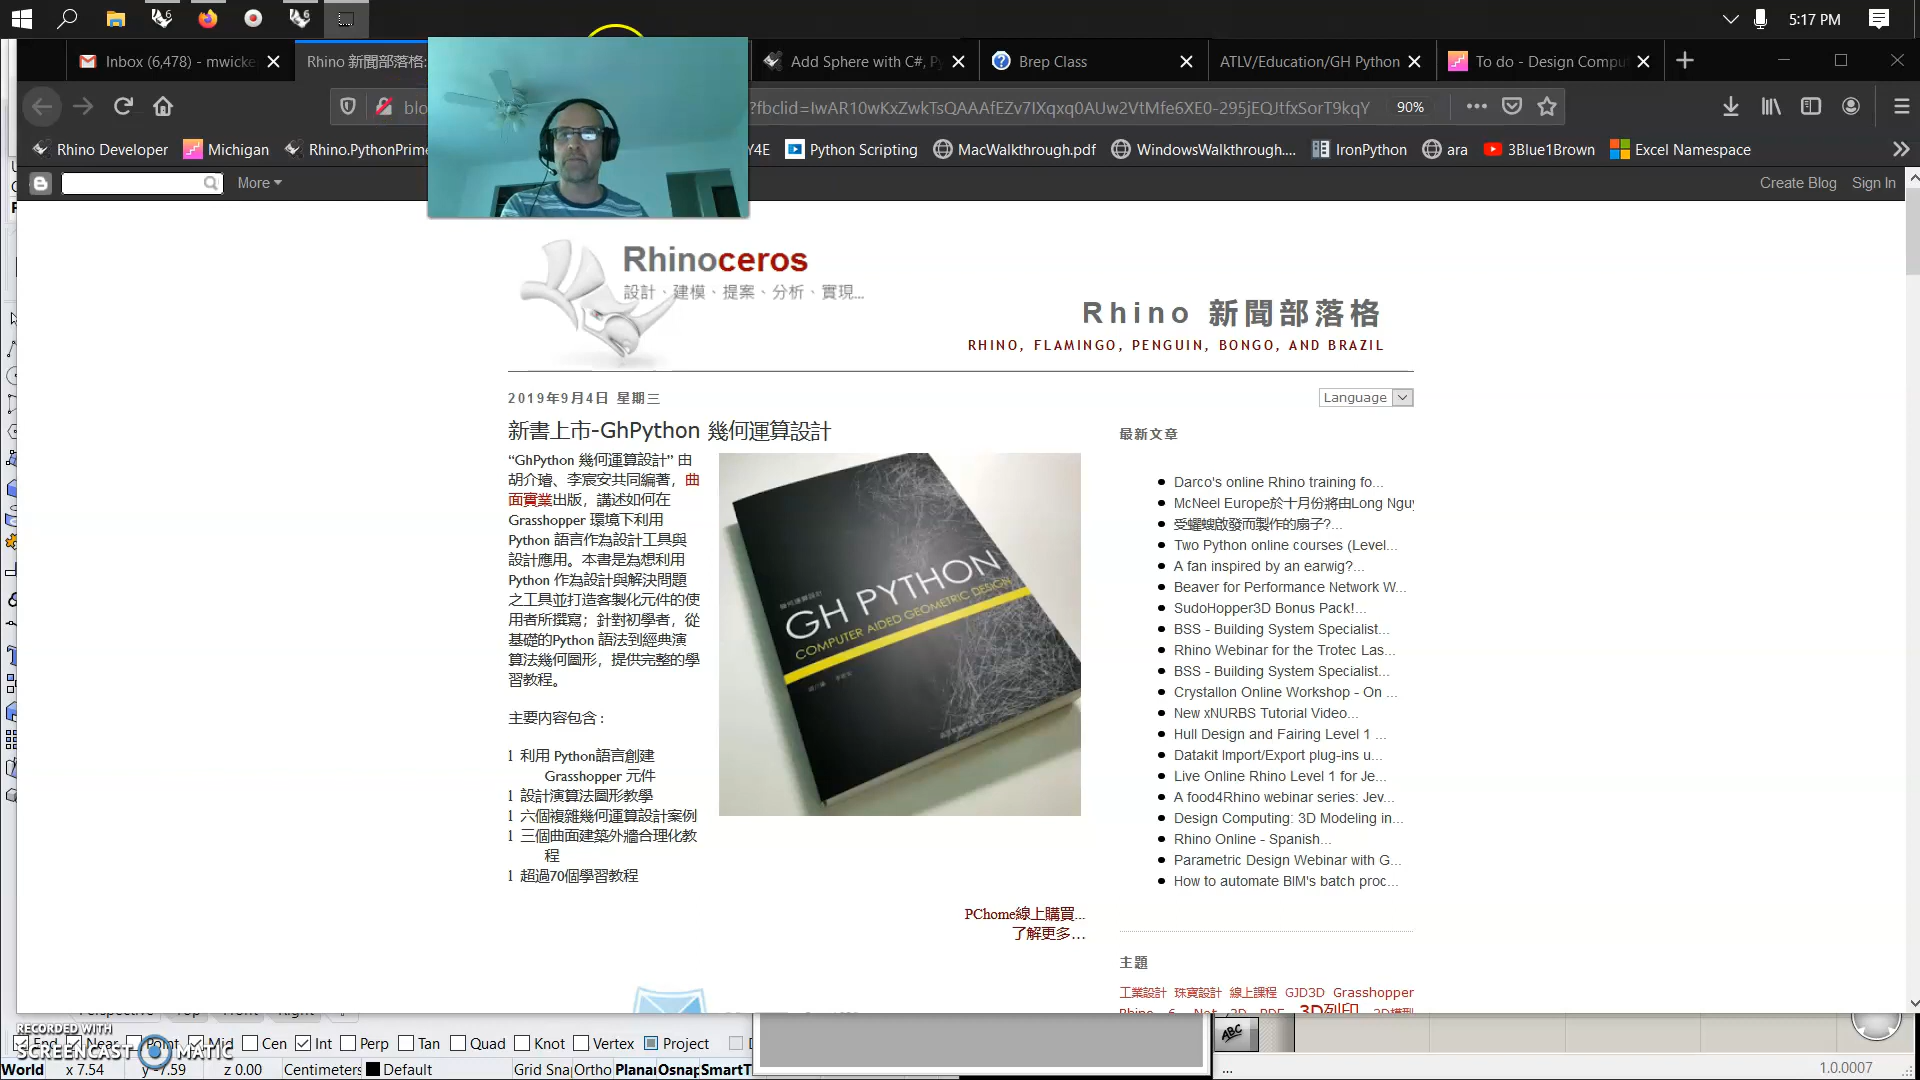 5:17 PM
Inbox (6,478) - mwicke
Rhino 新聞部落格:
Add Sphere with C#, Py
Brep Class
ATLV/Education/GH Python
To do - Design Comput
blo
?fbclid=IwAR10wKxZwkTsQAAAfEZv7IXqxq0AUw2VtMfe6XE0-295jEQJtfxSorT9kqY
90%
Rhino Developer
Michigan
Rhino.PythonPrime
Y4E
Python Scripting
MacWalkthrough.pdf
WindowsWalkthrough....
IronPython
ara
3Blue1Brown
Excel Namespace
More
Create Blog
Sign In
Rhinoceros
設計、建模、提案、分析、實現...
Rhino 新聞部落格
RHINO, FLAMINGO, PENGUIN, BONGO, AND BRAZIL
2019年9月4日 星期三
Language
新書上市-GhPython 幾何運算設計
“GhPython 幾何運算設計” 由
胡介璿、李宸安共同編著，曲
面實業出版，講述如何在
Grasshopper 環境下利用
Python 語言作為設計工具與
設計應用。本書是為想利用
Python 作為設計與解決問題
之工具並打造客製化元件的使
用者所撰寫；針對初學者，從
基礎的Python 語法到經典演
算法幾何圖形，提供完整的學
習教程。
主要內容包含：
l 利用 Python語言創建
Grasshopper 元件
l 設計演算法圖形教學
l 六個複雜幾何運算設計案例
l 三個曲面建築外牆合理化教
程
l 超過70個學習教程
幾何運算設計
GH PYTHON
COMPUTER AIDED GEOMETRIC DESIGN
PChome線上購買...
了解更多…
最新文章
Darco's online Rhino training fo...
McNeel Europe於十月份將由Long Nguy
受蠼螋啟發而製作的扇子?...
Two Python online courses (Level...
A fan inspired by an earwig?...
Beaver for Performance Network W...
SudoHopper3D Bonus Pack!...
BSS - Building System Specialist...
Rhino Webinar for the Trotec Las...
BSS - Building System Specialist...
Crystallon Online Workshop - On ...
New xNURBS Tutorial Video...
Hull Design and Fairing Level 1 ...
Datakit Import/Export plug-ins u...
Live Online Rhino Level 1 for Je...
A food4Rhino webinar series: Jev...
Design Computing: 3D Modeling in...
Rhino Online - Spanish...
Parametric Design Webinar with G...
How to automate BIM's batch proc...
主題
工業設計 珠寶設計 線上課程 GJD3D Grasshopper
3D列印
RECORDED WITH
SCREENCAST MATIC
End Near Point Mid Cen Int Perp Tan Quad Knot Vertex Project
World x 7.54 y -7.59 z 0.00 Centimeters Default Grid Snap Ortho Planar Osnap SmartT
ABC
...
1.0.0007